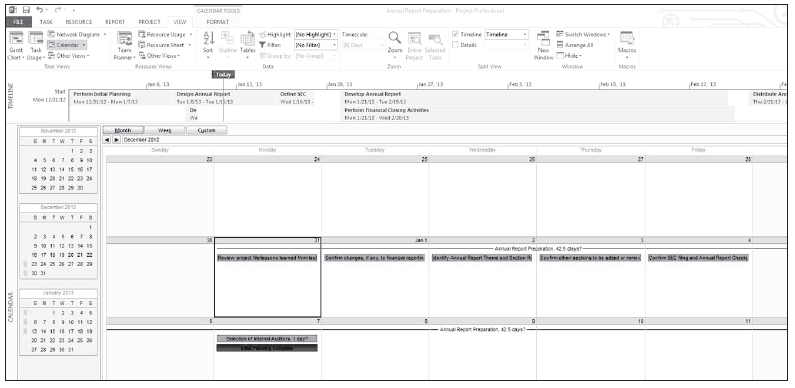 CALENDAR TOOLS
Annual Report Preparation - Project Professional
FILE TASK RESOURCE REPORT PROJECT VIEW FORMAT
Gantt Chart
Task Usage
Network Diagram
Calendar
Other Views
Task Views
Team Planner
Resource Usage
Resource Sheet
Other Views
Resource Views
Sort
Outline
Tables
Highlight: [No Highlight]
Filter: [No Filter]
Group by: [No Group]
Data
Timescale:
[8] Days
Zoom
Entire Project
Selected Tasks
Zoom
Timeline Timeline
Details
Split View
New Window
Switch Windows
Arrange All
Hide
Window
Macros
Macros
Today
TIMELINE
Jan 6, '13 Jan 13, '13 Jan 20, '13 Jan 27, '13 Feb 3, '13 Feb 10, '13 Feb 17, '13
Start
Mon 12/31/12
Perform Initial Planning
Mon 12/31/12 - Mon 1/7/13
Design Annual Report
Tue 1/8/13 - Tue
Define SEC
Wed 1/16/13 -
Develop Annual Report
Mon 1/21/13 - Tue 2/19/13
Distribute Ann
De
We
Perform Financial Closing Activities
Mon 1/21/13 - Wed 2/20/13
CALENDAR
November 2012
S M T W T F S
1 2 3
4 5 6 7 8 9 10
11 12 13 14 15 16 17
18 19 20 21 22 23 24
25 26 27 28 29 30
December 2012
S M T W T F S
1
2 3 4 5 6 7 8
9 10 11 12 13 14 15
16 17 18 19 20 21 22
23 24 25 26 27 28 29
30 31
January 2013
S M T W T F S
1 2 3 4 5
6 7 8 9 10 11 12
13 14 15 16 17 18 19
20 21 22 23 24 25 26
27 28 29 30 31
Month Week Custom
December 2012
Sunday Monday Tuesday Wednesday Thursday Friday
23 24 25 26 27 28
30 31 Jan 1 2 3 4
Annual Report Preparation, 42.5 days?
Confirm changes, if any, to financial reportin
Identify Annual Report Theme and Section R
Confirm other sections to be added or remov
Confirm SEC filing and Annual Report Check
6 7 8 9 10 11
Annual Report Preparation, 42.5 days?
Selection of Internal Auditors, 1 day?
Initial Planning Complete